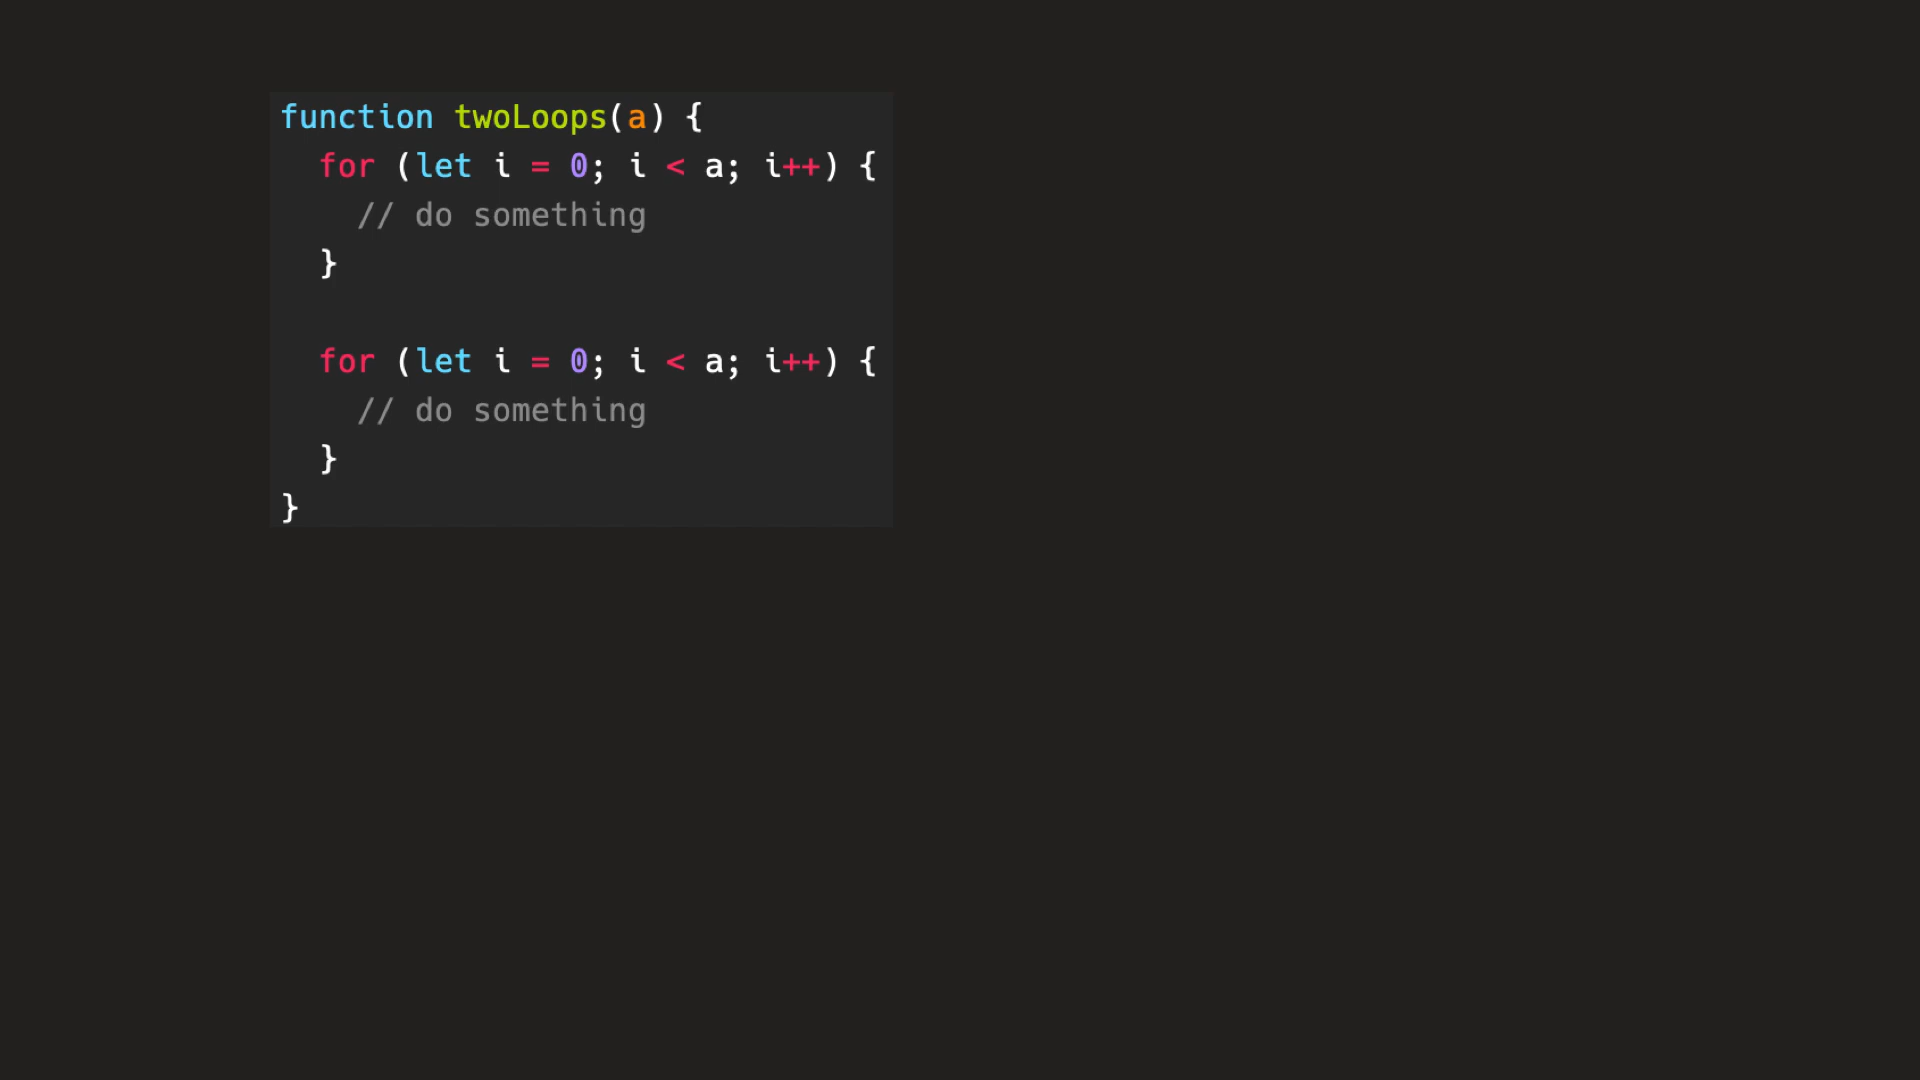 function twoLoops(a) {
  for (let i = 0; i < a; i++) {
    // do something
  }

  for (let i = 0; i < a; i++) {
    // do something
  }
}